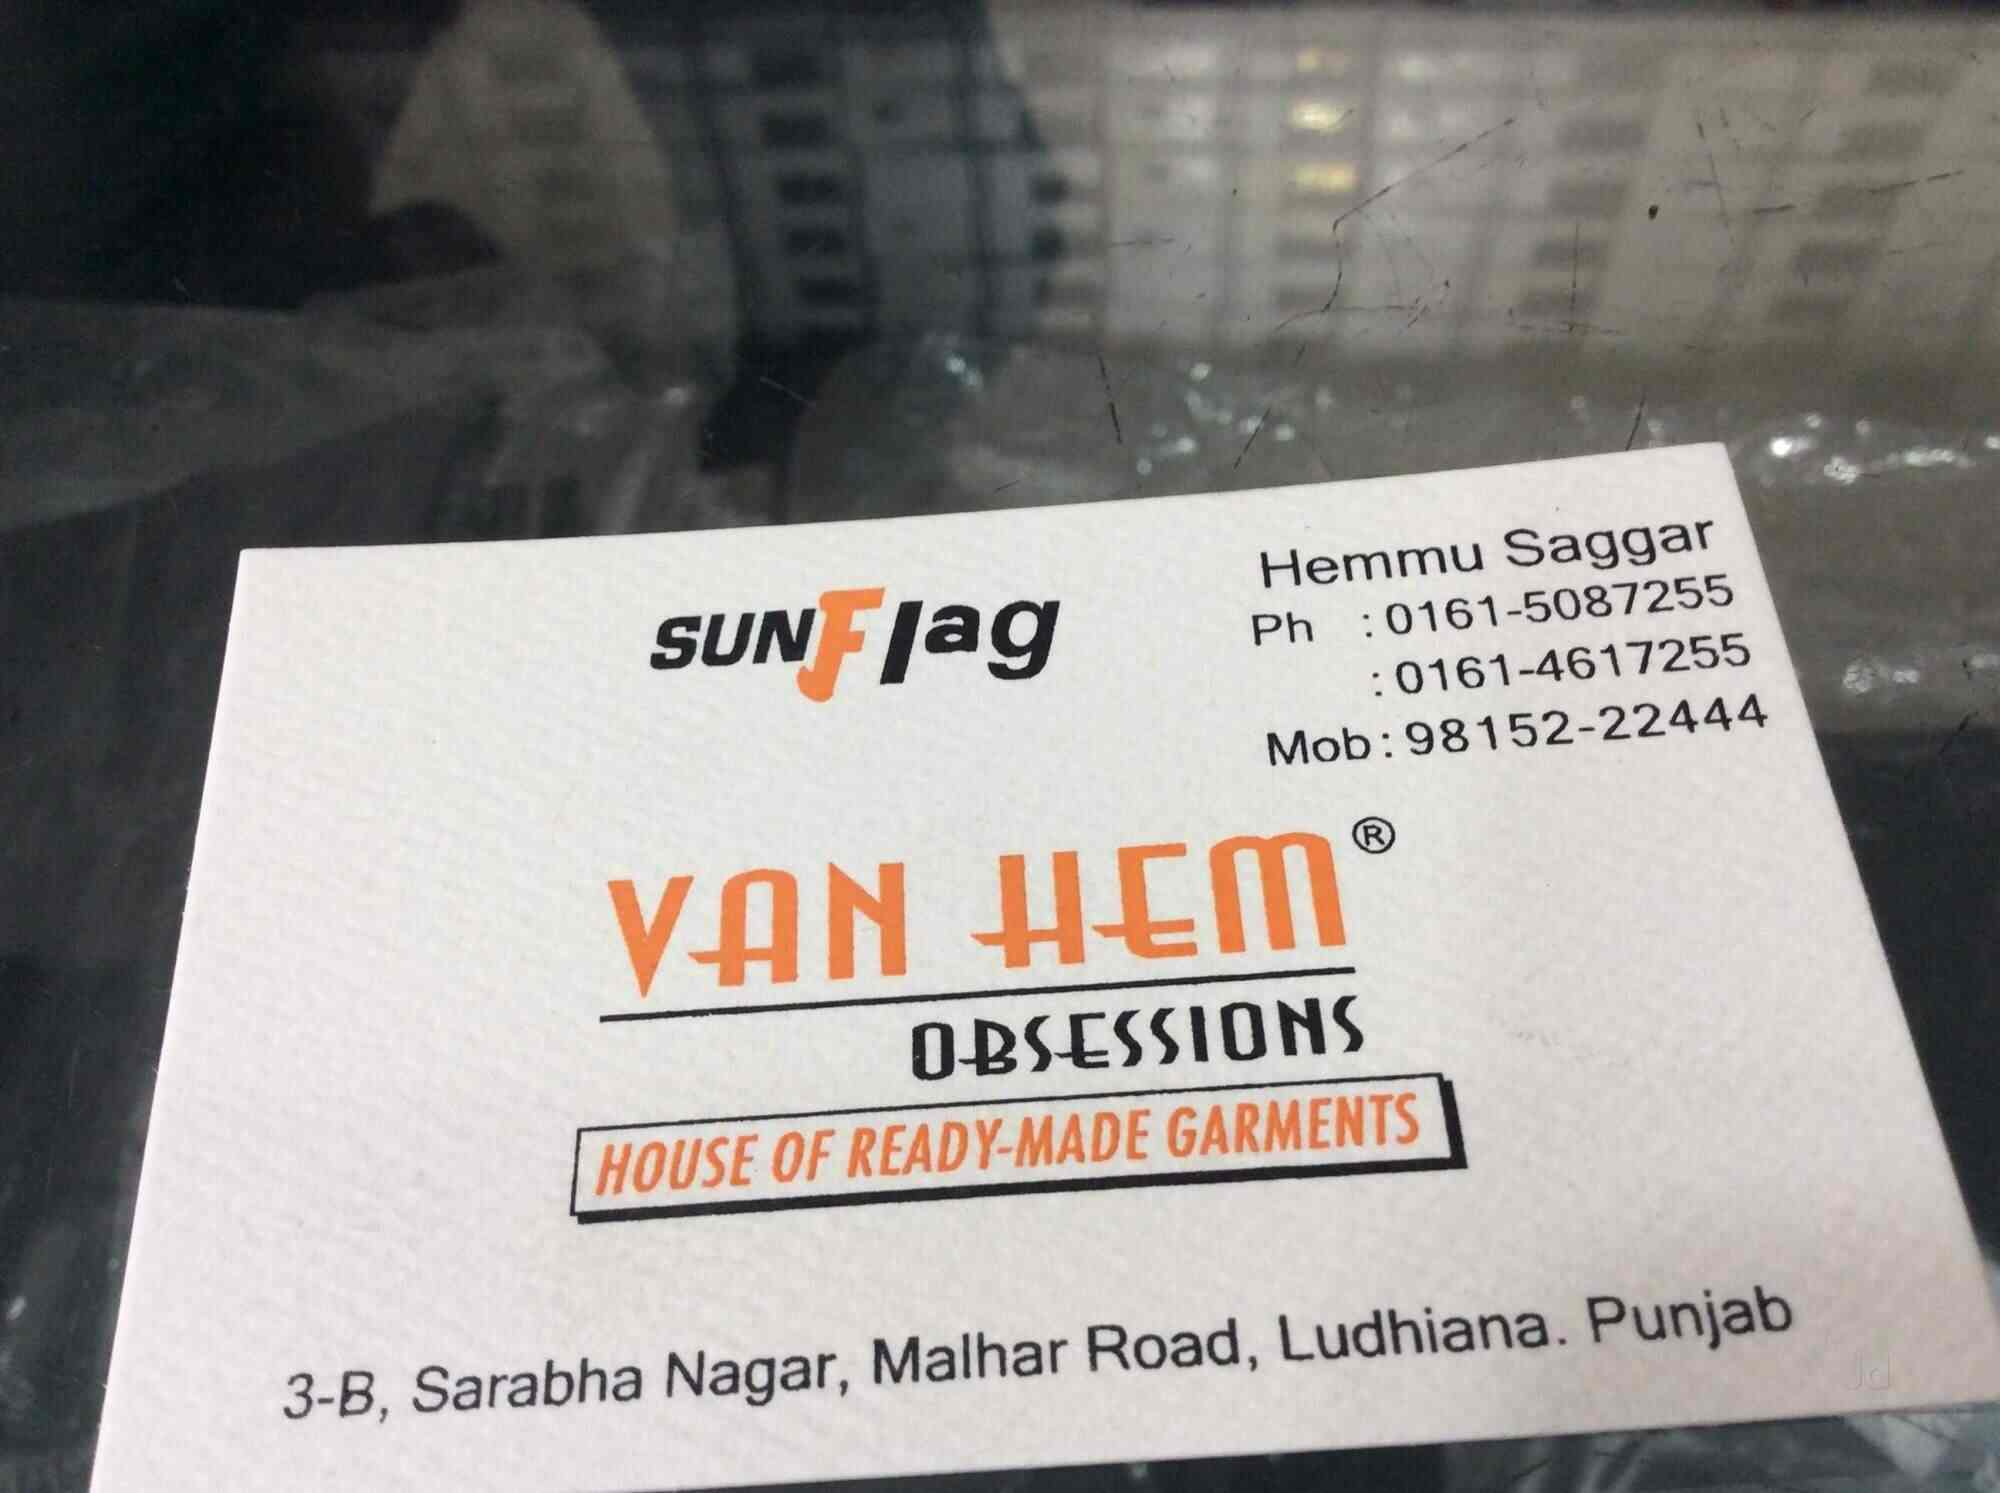 SUNFlag
Hemmu Saggar
Ph : 0161-5087255
: 0161-4617255
Mob : 98152-22444
VAN HEM ®
OBSESSIONS
HOUSE OF READY-MADE GARMENTS
3-B, Sarabha Nagar, Malhar Road, Ludhiana. Punjab
Jd